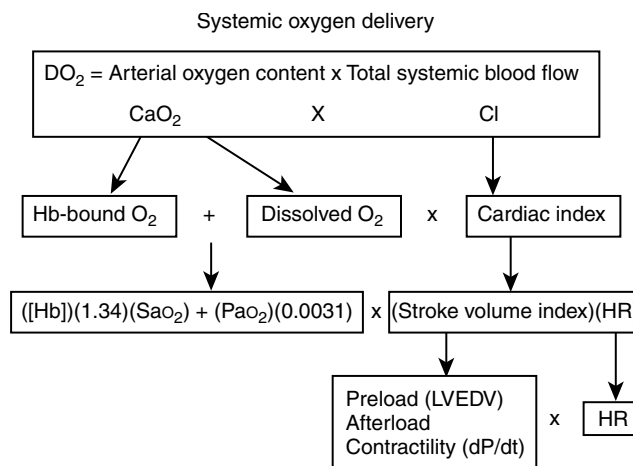 Systemic oxygen delivery
DO₂ = Arterial oxygen content x Total systemic blood flow
CaO₂ X CI
Hb-bound O₂ + Dissolved O₂ x Cardiac index
([Hb])(1.34)(SaO₂) + (PaO₂)(0.0031) x (Stroke volume index)(HR
Preload (LVEDV)
Afterload x HR
Contractility (dP/dt)